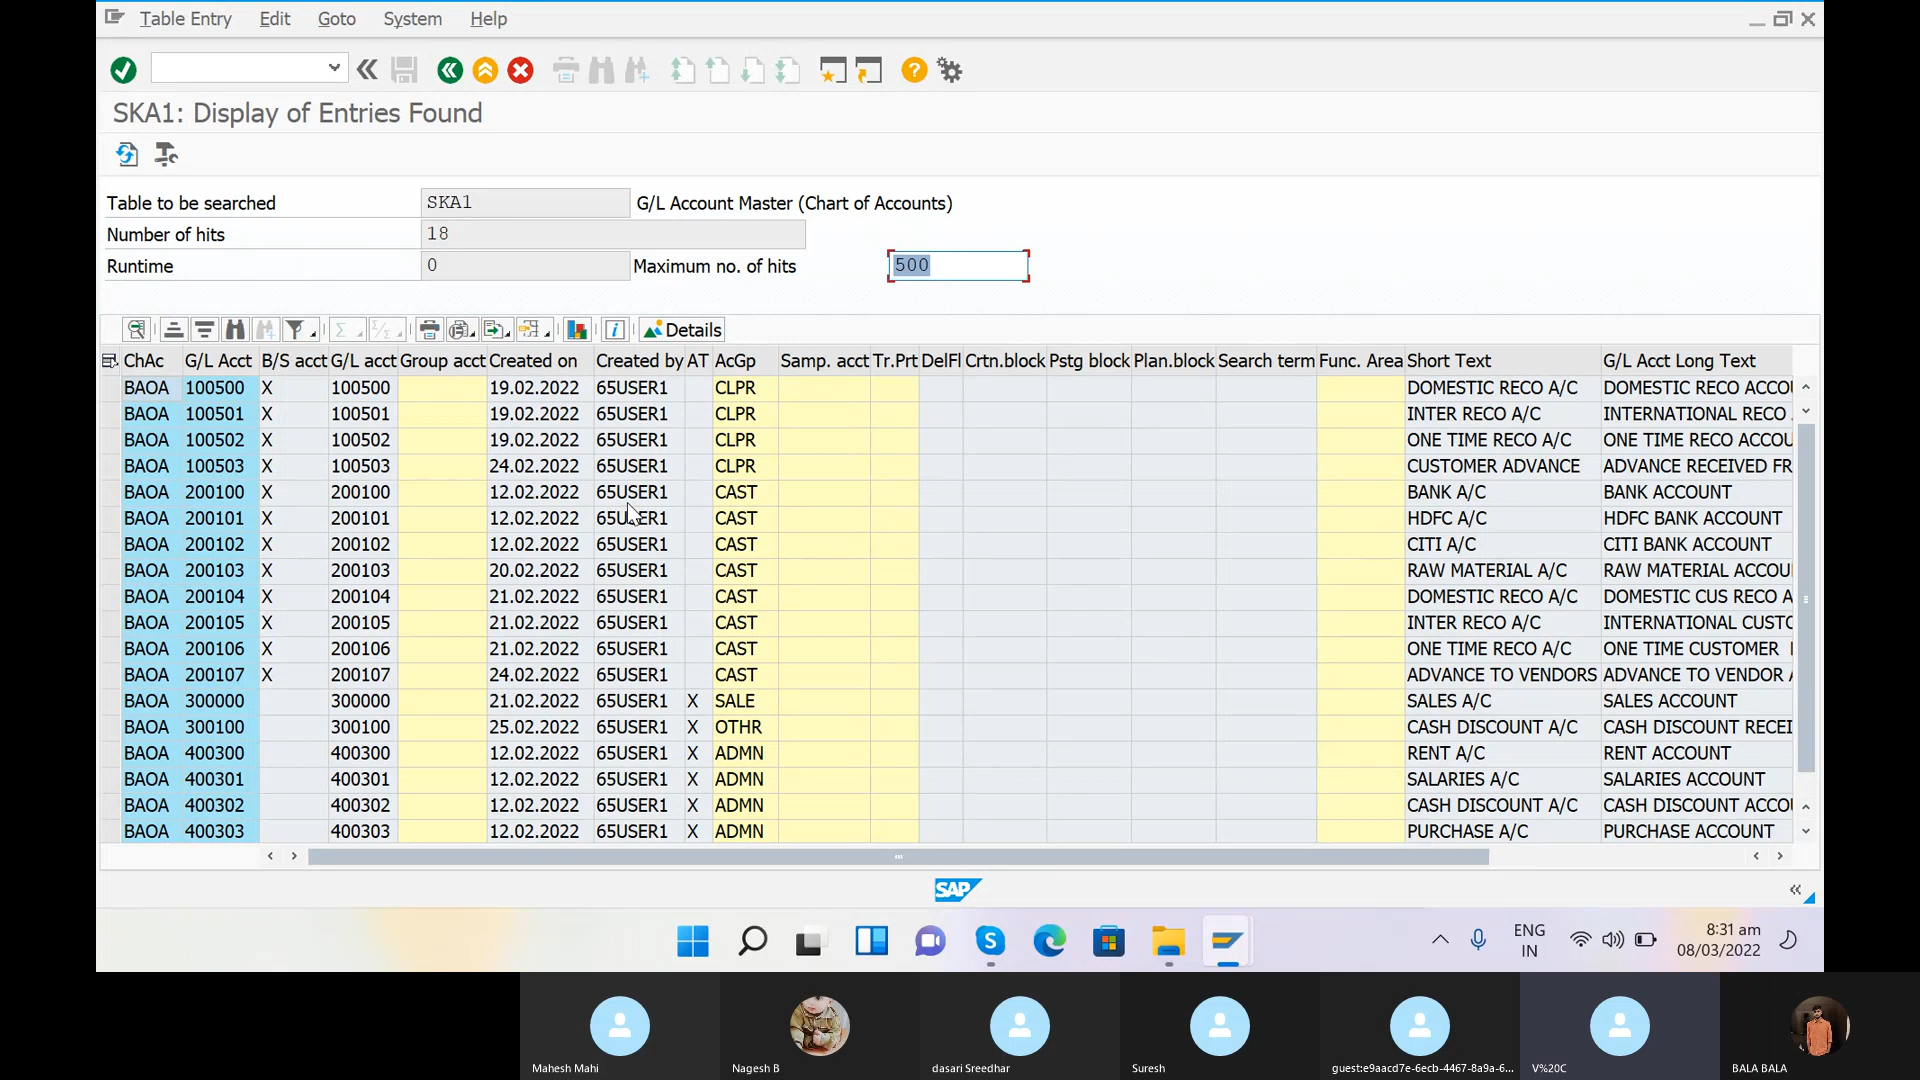 Table Entry Edit Goto System Help
SKA1: Display of Entries Found
Table to be searched SKA1 G/L Account Master (Chart of Accounts)
Number of hits 18
Runtime 0 Maximum no. of hits 500
Details
ChAc G/L Acct B/S acct G/L acct Group acct Created on Created by AT AcGp Samp. acct Tr.Prt DelFl Crtn.block Pstg block Plan.block Search term Func. Area Short Text G/L Acct Long Text
BAOA 100500 X 100500 19.02.2022 65USER1 CLPR DOMESTIC RECO A/C DOMESTIC RECO ACCOU
BAOA 100501 X 100501 19.02.2022 65USER1 CLPR INTER RECO A/C INTERNATIONAL RECO
BAOA 100502 X 100502 19.02.2022 65USER1 CLPR ONE TIME RECO A/C ONE TIME RECO ACCOU
BAOA 100503 X 100503 24.02.2022 65USER1 CLPR CUSTOMER ADVANCE ADVANCE RECEIVED FR
BAOA 200100 X 200100 12.02.2022 65USER1 CAST BANK A/C BANK ACCOUNT
BAOA 200101 X 200101 12.02.2022 65USER1 CAST HDFC A/C HDFC BANK ACCOUNT
BAOA 200102 X 200102 12.02.2022 65USER1 CAST CITI A/C CITI BANK ACCOUNT
BAOA 200103 X 200103 20.02.2022 65USER1 CAST RAW MATERIAL A/C RAW MATERIAL ACCOU
BAOA 200104 X 200104 21.02.2022 65USER1 CAST DOMESTIC RECO A/C DOMESTIC CUS RECO A
BAOA 200105 X 200105 21.02.2022 65USER1 CAST INTER RECO A/C INTERNATIONAL CUSTO
BAOA 200106 X 200106 21.02.2022 65USER1 CAST ONE TIME RECO A/C ONE TIME CUSTOMER
BAOA 200107 X 200107 24.02.2022 65USER1 CAST ADVANCE TO VENDORS ADVANCE TO VENDOR A
BAOA 300000 300000 21.02.2022 65USER1 X SALE SALES A/C SALES ACCOUNT
BAOA 300100 300100 25.02.2022 65USER1 X OTHR CASH DISCOUNT A/C CASH DISCOUNT RECEI
BAOA 400300 400300 12.02.2022 65USER1 X ADMN RENT A/C RENT ACCOUNT
BAOA 400301 400301 12.02.2022 65USER1 X ADMN SALARIES A/C SALARIES ACCOUNT
BAOA 400302 400302 12.02.2022 65USER1 X ADMN CASH DISCOUNT A/C CASH DISCOUNT ACCOU
BAOA 400303 400303 12.02.2022 65USER1 X ADMN PURCHASE A/C PURCHASE ACCOUNT
SAP
ENG IN
8:31 am
08/03/2022
Mahesh Mahi Nagesh B dasari Sreedhar Suresh guest:e9aacd7e-6ecb-4467-8a9a-6... V%20C BALA BALA